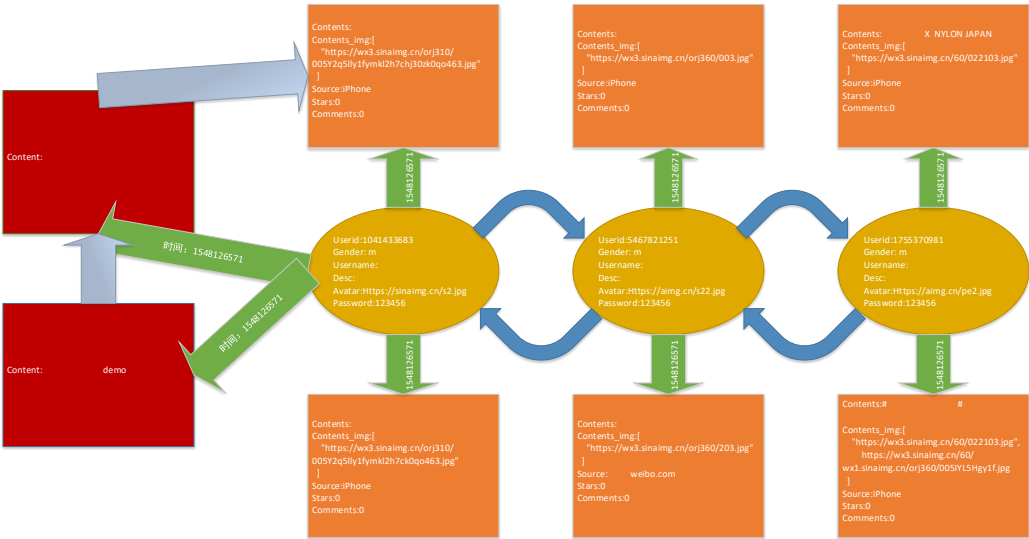 Contents:
Contents_img:[
"https://wx3.sinaimg.cn/orj310/
005Y2q5lly1fymkl2h7chj30zk0qo463.jpg"
]
Source:iPhone
Stars:0
Comments:0
Contents:
Contents_img:[
"https://wx3.sinaimg.cn/orj360/003.jpg"
]
Source:iPhone
Stars:0
Comments:0
Contents: X NYLON JAPAN
Contents_img:[
"https://wx3.sinaimg.cn/60/022103.jpg"
]
Source:iPhone
Stars:0
Comments:0
Content:
1548126571
1548126571
1548126571
时间：1548126571
Userid:1041433683
Gender: m
Username:
Desc:
Avatar:Https://sinaimg.cn/s2.jpg
Password:123456
Userid:5467821251
Gender: m
Username:
Desc:
Avatar:Https://aimg.cn/s22.jpg
Password:123456
Userid:1755370981
Gender: m
Username:
Desc:
Avatar:Https://aimg.cn/pe2.jpg
Password:123456
时间：1548126571
Content: demo
1548126571
1548126571
1548126571
Contents:
Contents_img:[
"https://wx3.sinaimg.cn/orj310/
005Y2q5lly1fymkl2h7ck0qo463.jpg"
]
Source:iPhone
Stars:0
Comments:0
Contents:
Contents_img:[
"https://wx3.sinaimg.cn/orj360/203.jpg"
]
Source: weibo.com
Stars:0
Comments:0
Contents:# #
Contents_img:[
"https://wx3.sinaimg.cn/60/022103.jpg",
https://wx3.sinaimg.cn/60/
wx1.sinaimg.cn/orj360/005lYL5Hgy1f.jpg
]
Source:iPhone
Stars:0
Comments:0